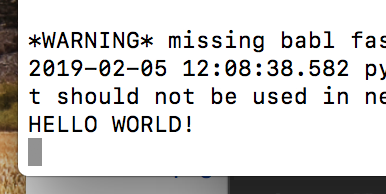 *WARNING* missing babl fas
2019-02-05 12:08:38.582 py
t should not be used in ne
HELLO WORLD!